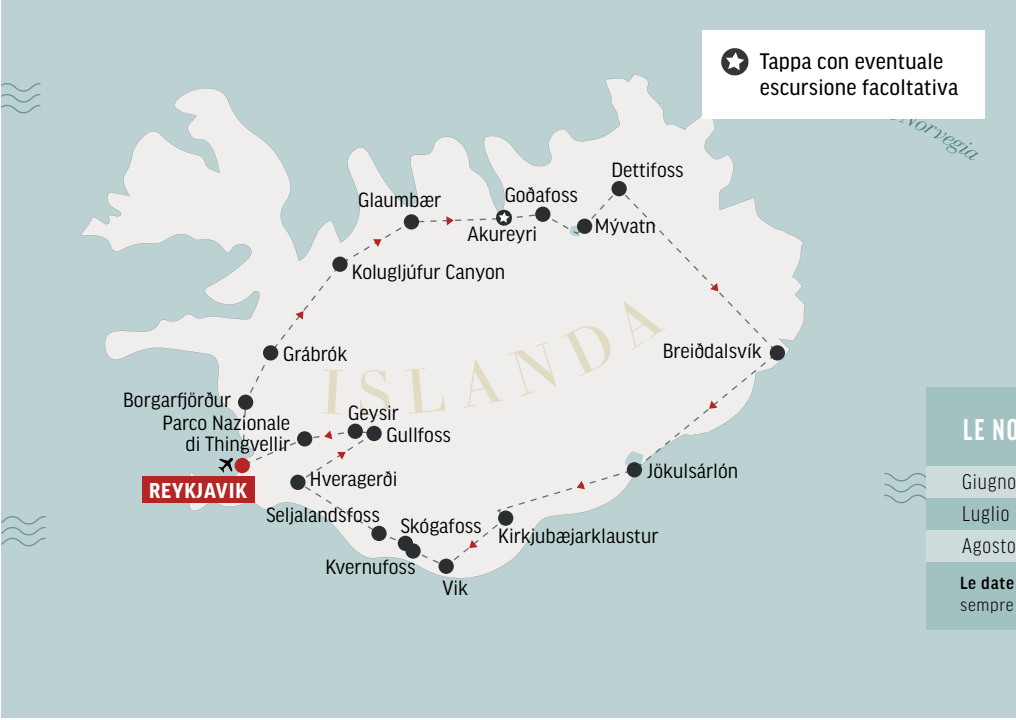 Tappa con eventuale
escursione facoltativa
Norvegia
Dettifoss
Goðafoss
Glaumbær
Akureyri
Mývatn
Kolugljúfur Canyon
ISLANDA
Grábrók
Breiðdalsvík
Borgarfjörður
Geysir
Parco Nazionale
di Thingvellir
Gullfoss
REYKJAVIK
Hveragerði
Jökulsárlón
Seljalandsfoss
Skógafoss
Kirkjubæjarklaustur
Kvernufoss
Vik
LE NO
Giugno
Luglio
Agosto
Le date
sempre